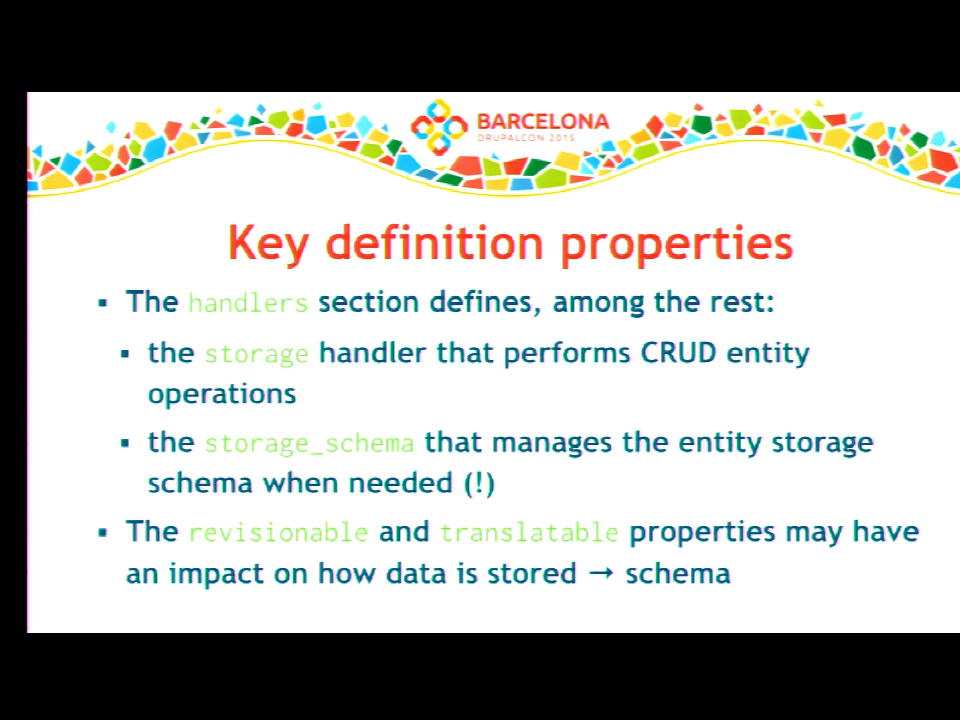 BARCELONA
DRUPALCON 2015
Key definition properties
▪ The handlers section defines, among the rest:
▪ the storage handler that performs CRUD entity
operations
▪ the storage_schema that manages the entity storage
schema when needed (!)
▪ The revisionable and translatable properties may have
an impact on how data is stored → schema